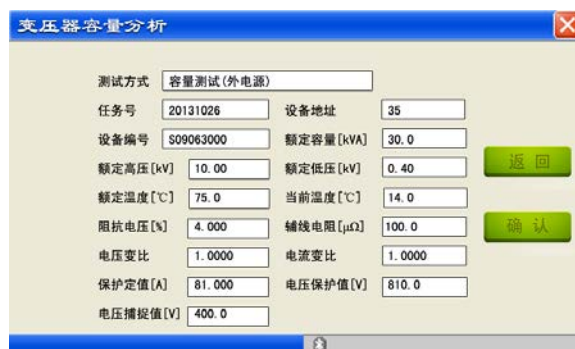 变压器容量分析
测试方式 容量测试(外电源)
任务号 20131026 设备地址 35
设备编号 S09063000 额定容量[kVA] 30.0
额定高压[kV] 10.00 额定低压[kV] 0.40
返回
额定温度[℃] 75.0 当前温度[℃] 14.0
阻抗电压[%] 4.000 辅线电阻[μΩ] 100.0
确认
电压变比 1.0000 电流变比 1.0000
保护定值[A] 81.000 电压保护值[V] 810.0
电压捕捉值[V] 400.0